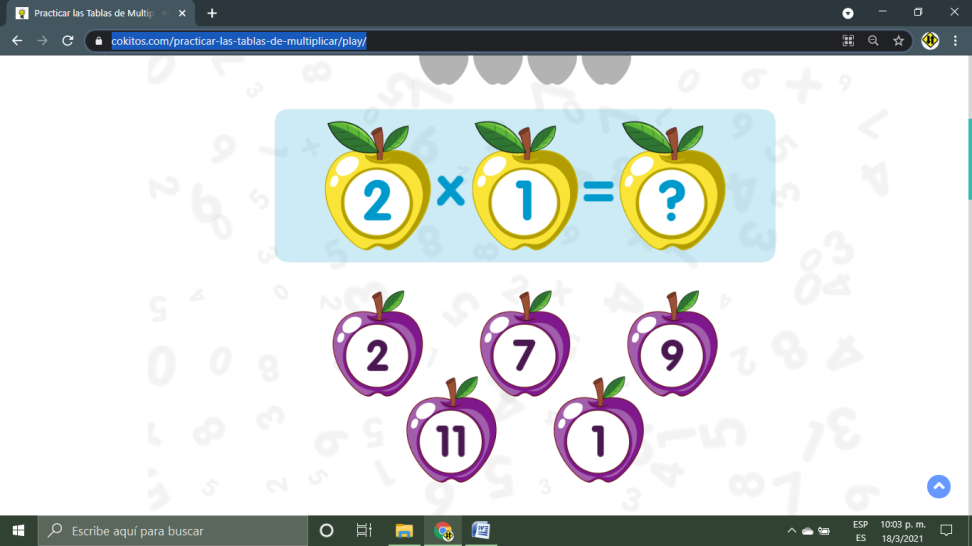 Practicar las Tablas de Multip
cokitos.com/practicar-las-tablas-de-multiplicar/play/
2 x 1 = ?
2 7 9
11 1
Escribe aquí para buscar
ESP 10:03 p. m.
ES 18/3/2021